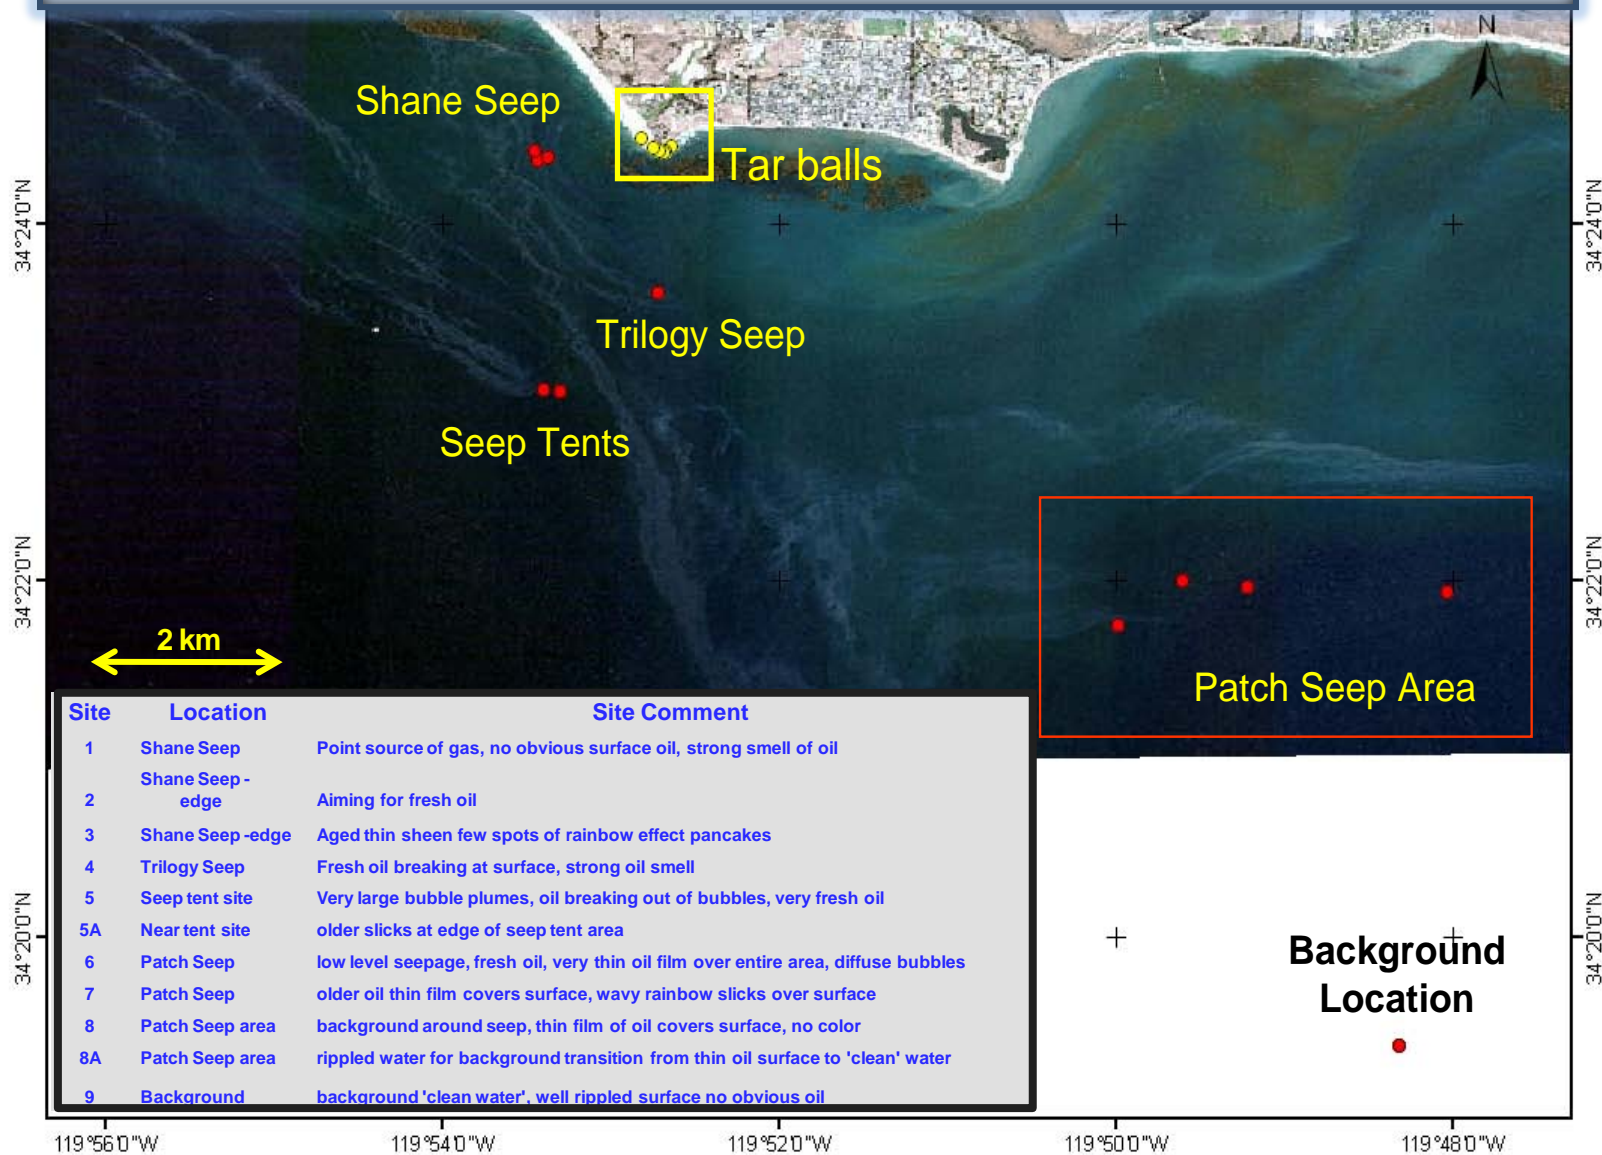 N
Shane Seep
Tar balls
34°24'0"N
34°24'0"N
Trilogy Seep
Seep Tents
34°22'0"N
34°22'0"N
2 km
Patch Seep Area
Site Location Site Comment
1 Shane Seep Point source of gas, no obvious surface oil, strong smell of oil
Shane Seep -
2 edge Aiming for fresh oil
3 Shane Seep -edge Aged thin sheen few spots of rainbow effect pancakes
4 Trilogy Seep Fresh oil breaking at surface, strong oil smell
5 Seep tent site Very large bubble plumes, oil breaking out of bubbles, very fresh oil
5A Near tent site older slicks at edge of seep tent area
6 Patch Seep low level seepage, fresh oil, very thin oil film over entire area, diffuse bubbles
7 Patch Seep older oil thin film covers surface, wavy rainbow slicks over surface
8 Patch Seep area background around seep, thin film of oil covers surface, no color
8A Patch Seep area rippled water for background transition from thin oil surface to 'clean' water
9 Background background 'clean water', well rippled surface no obvious oil
34°20'0"N
34°20'0"N
Background
Location
119°56'0"W 119°54'0"W 119°52'0"W 119°50'0"W 119°48'0"W